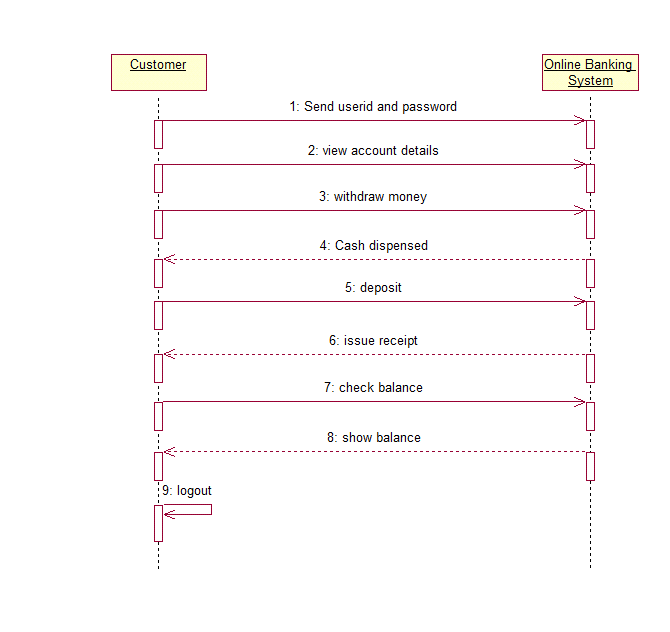 Customer
Online Banking
System
1: Send userid and password
2: view account details
3: withdraw money
4: Cash dispensed
5: deposit
6: issue receipt
7: check balance
8: show balance
9: logout